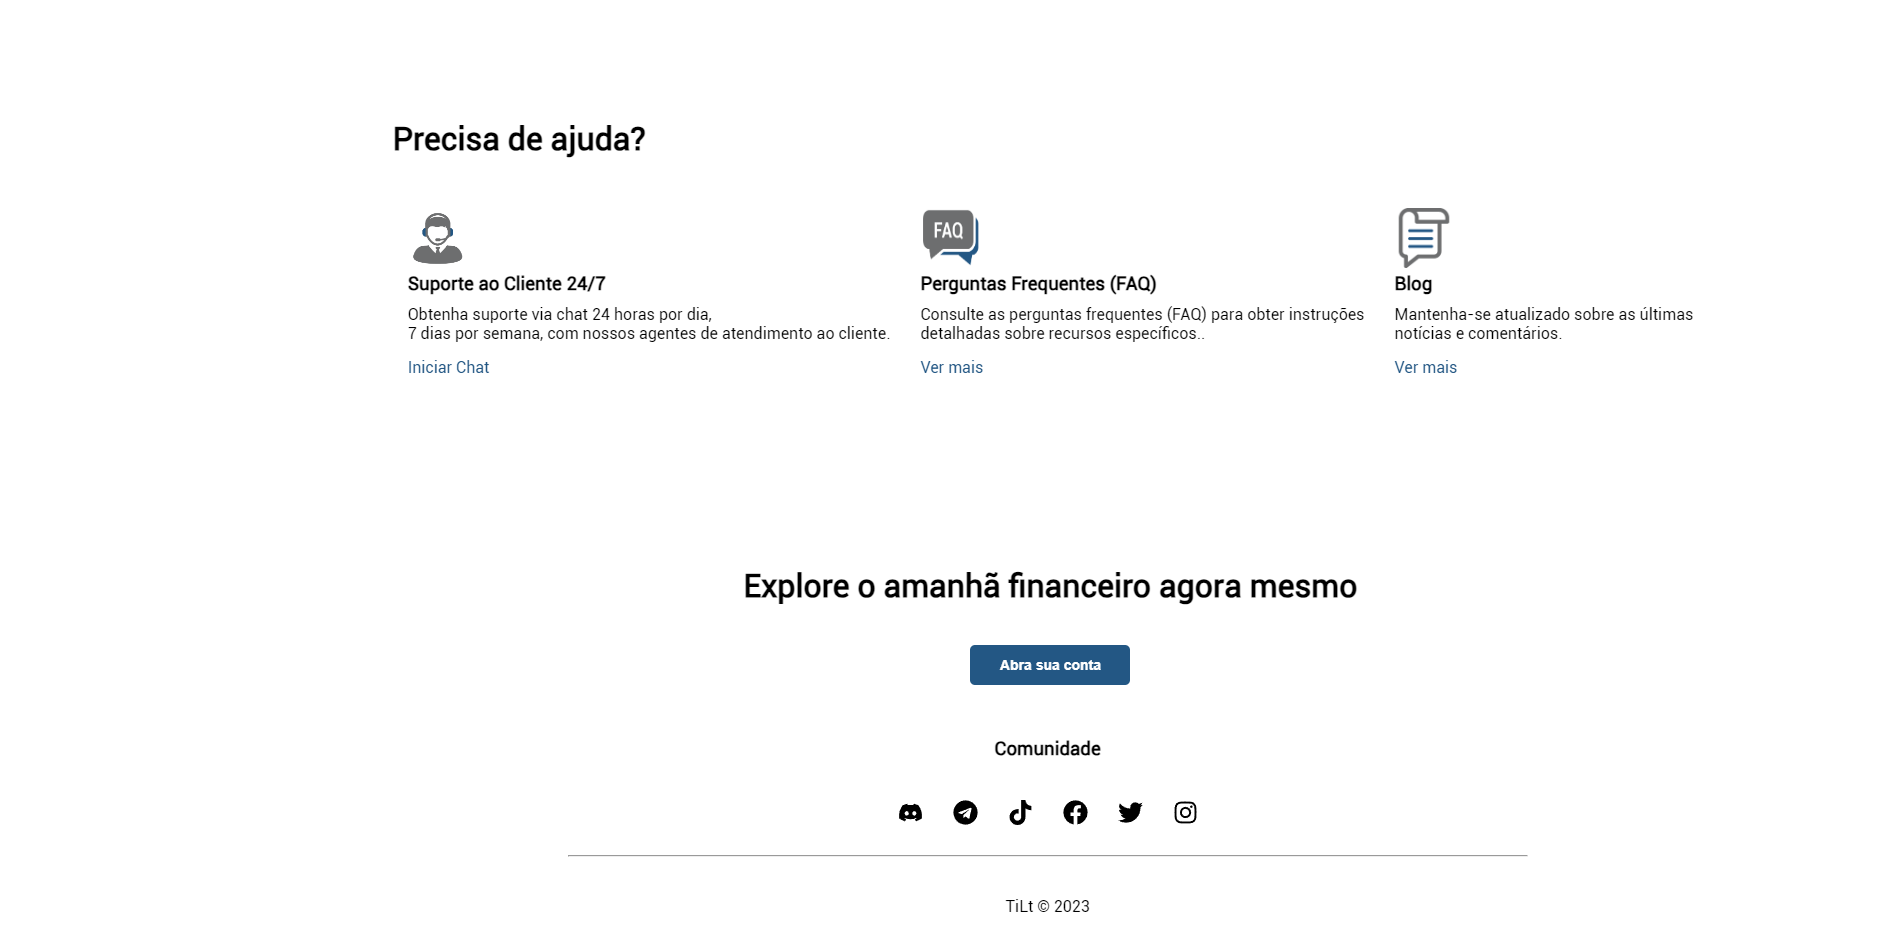 Precisa de ajuda?
FAQ
Suporte ao Cliente 24/7
Obtenha suporte via chat 24 horas por dia,
7 dias por semana, com nossos agentes de atendimento ao cliente.
Iniciar Chat
Perguntas Frequentes (FAQ)
Consulte as perguntas frequentes (FAQ) para obter instruções
detalhadas sobre recursos específicos..
Ver mais
Blog
Mantenha-se atualizado sobre as últimas
notícias e comentários.
Ver mais
Explore o amanhã financeiro agora mesmo
Abra sua conta
Comunidade
TiLt © 2023